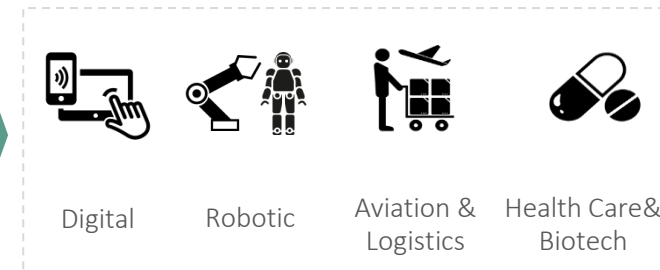 Digital
Robotic
Aviation &
Logistics
Health Care&
Biotech